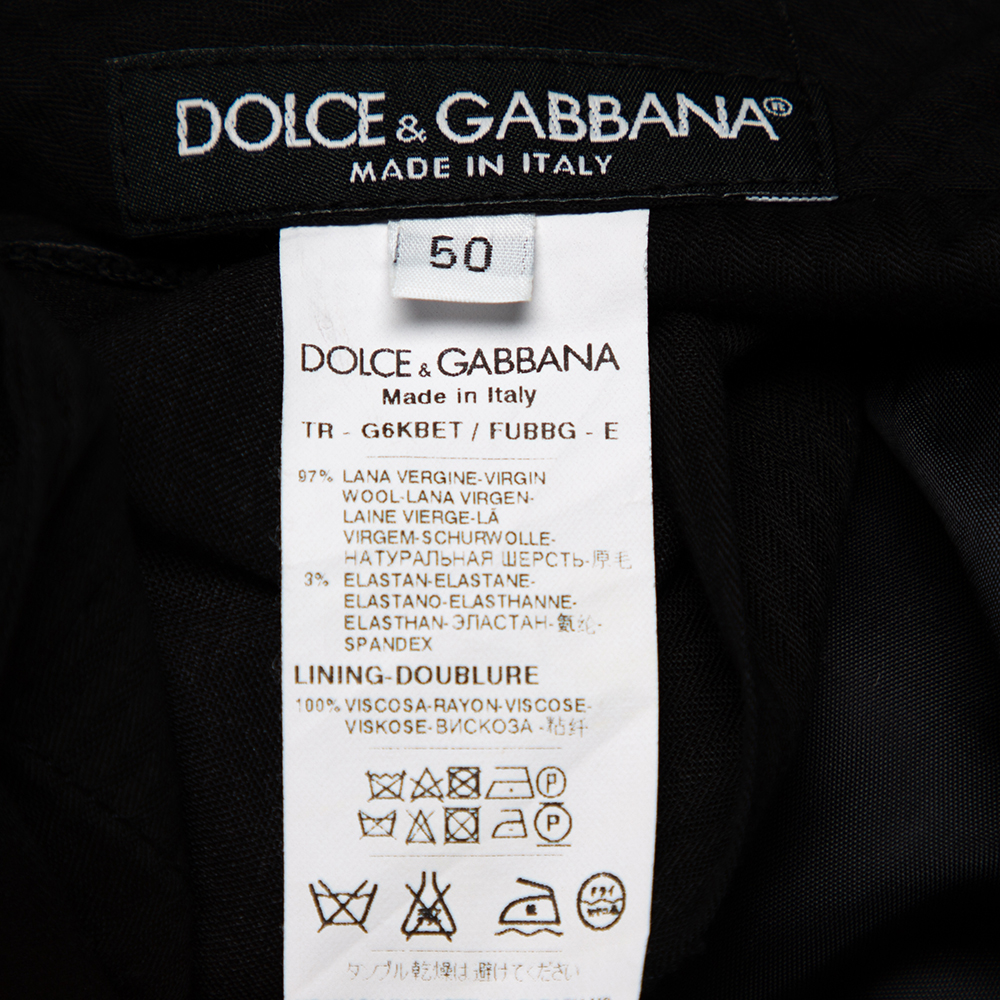 DOLCE & GABBANA®
MADE IN ITALY
50
DOLCE & GABBANA
Made in Italy
TR - G6KBET / FUBBG - E
97% LANA VERGINE-VIRGIN
WOOL-LANA VIRGEN-
LAINE VIERGE-LÃ
VIRGEM-SCHURWOLLE-
НАТУРАЛЬНАЯ ШЕРСТЬ-原毛
3% ELASTAN-ELASTANE-
ELASTANO-ELASTHANNE-
ELASTHAN-ЭЛАСТАН-氨纶-
SPANDEX
LINING-DOUBLURE
100% VISCOSA-RAYON-VISCOSE-
VISKOSE-ВИСКОЗА -粘纤
P
P
ドライ
タンブル乾燥は避けてください